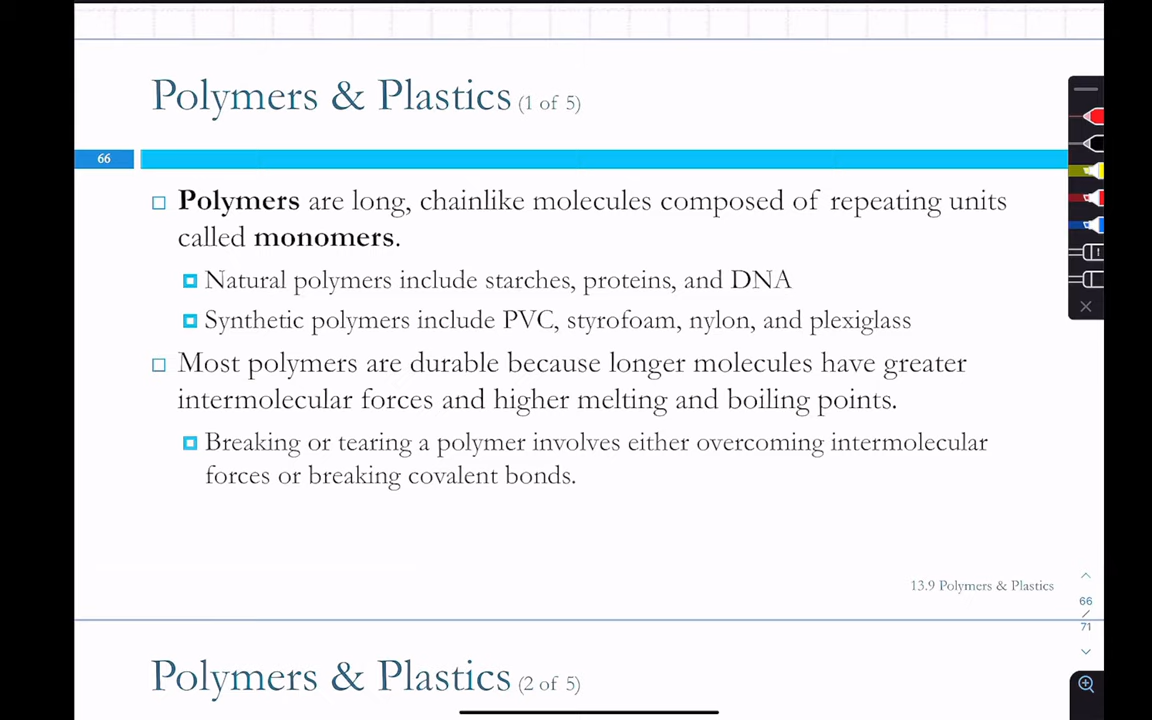 Polymers & Plastics (1 of 5)
66
Polymers are long, chainlike molecules composed of repeating units
called monomers.
Natural polymers include starches, proteins, and DNA
Synthetic polymers include PVC, styrofoam, nylon, and plexiglass
Most polymers are durable because longer molecules have greater
intermolecular forces and higher melting and boiling points.
Breaking or tearing a polymer involves either overcoming intermolecular
forces or breaking covalent bonds.
13.9 Polymers & Plastics
66
/
71
Polymers & Plastics (2 of 5)